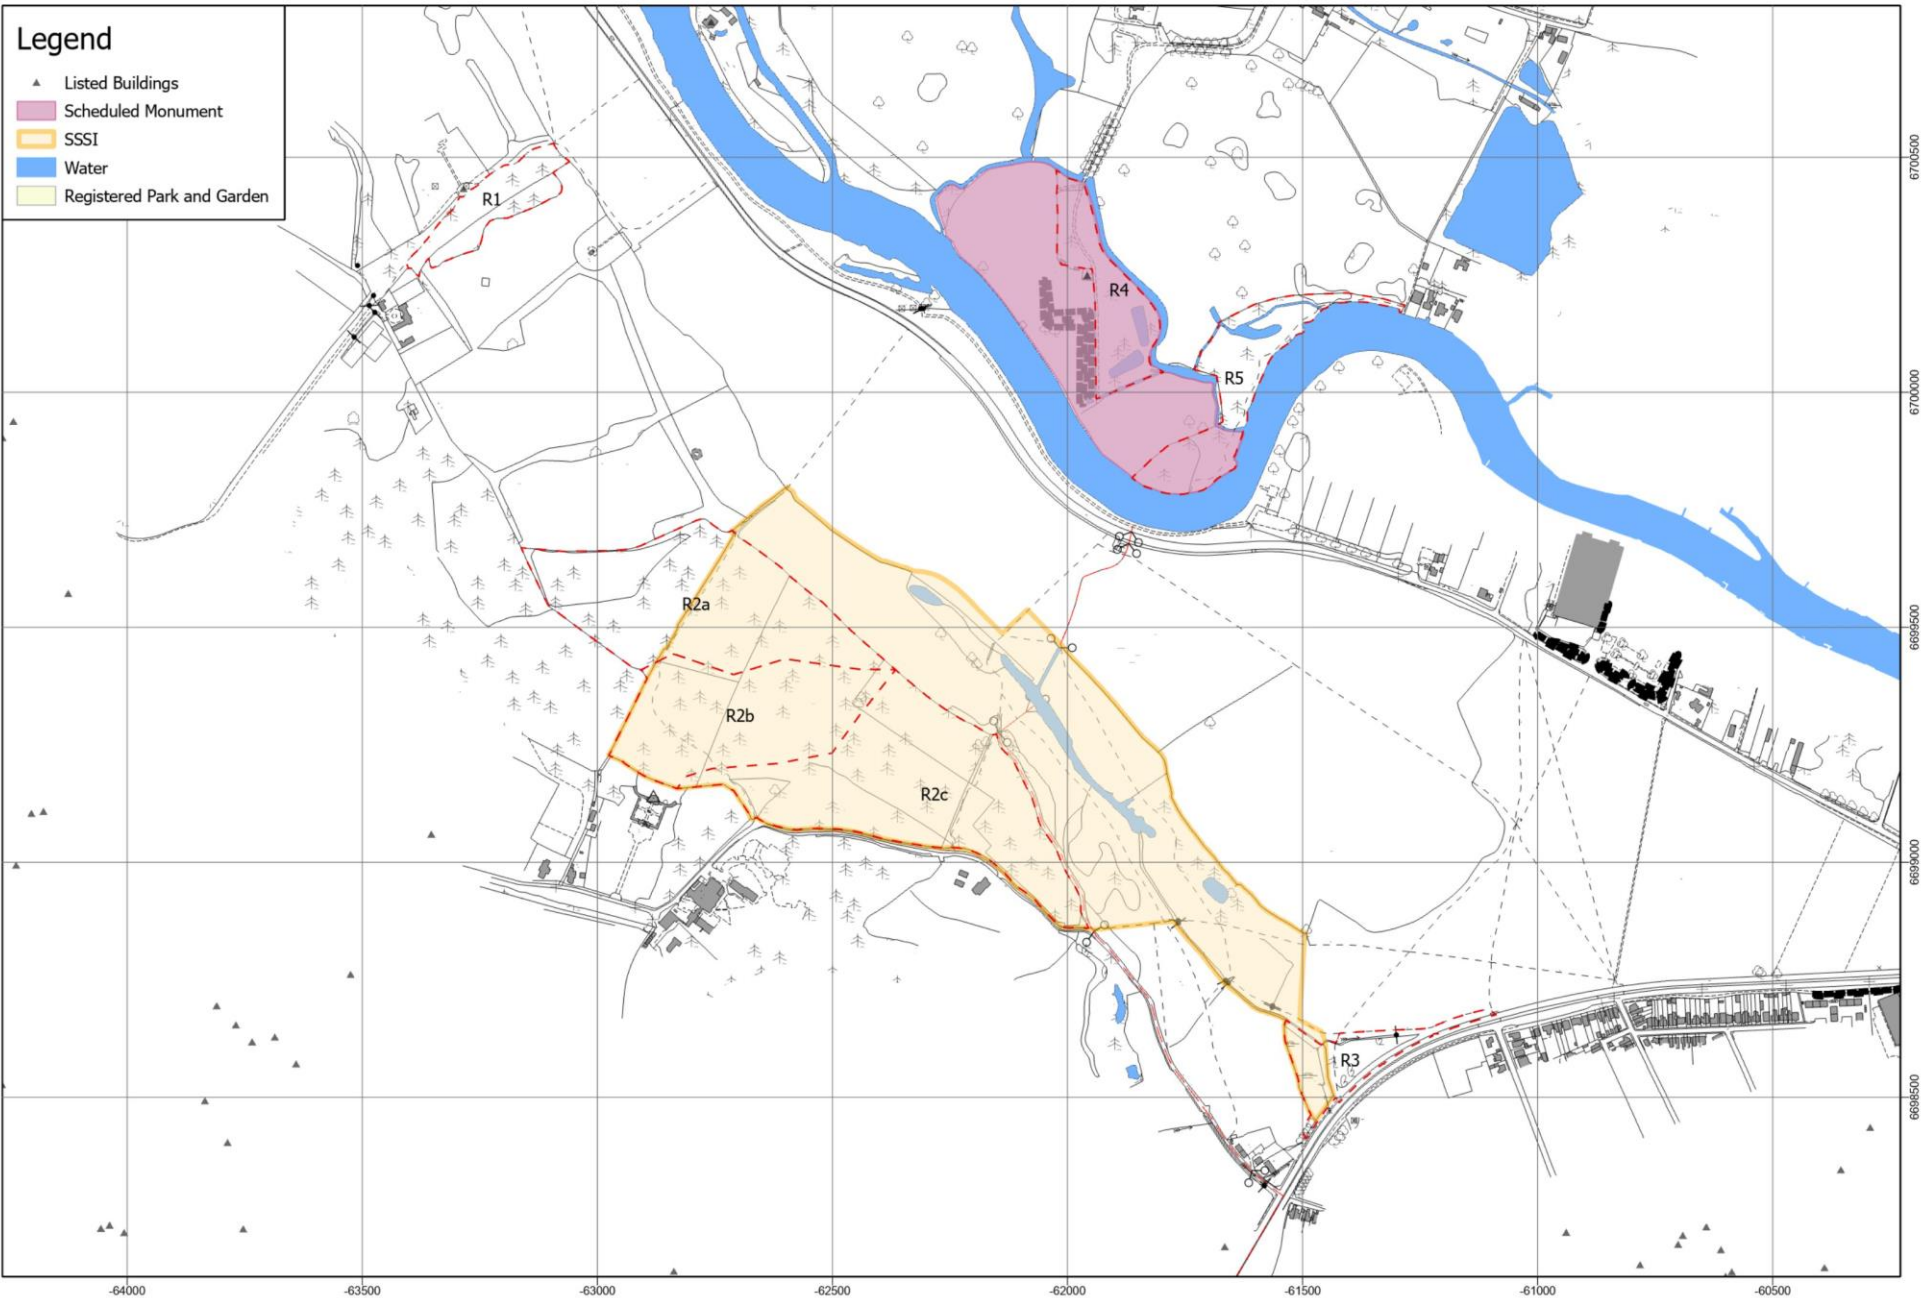 Legend
Listed Buildings
Scheduled Monument
SSSI
Water
Registered Park and Garden
R1
R4
R5
R2a
R2b
R2c
R3
6700500
6700000
6699500
6699000
6698500
-64000
-63500
-63000
-62500
-62000
-61500
-61000
-60500